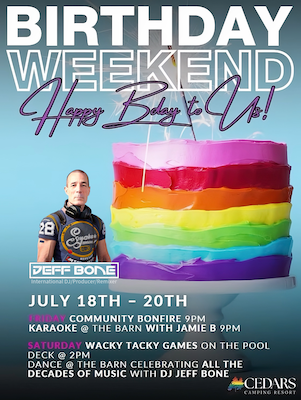 BIRTHDAY
WEEKEND
Happy Bday to Us!
28
JEFF BONE
International DJ/Producer/Remixer
JULY 18TH – 20TH
FRIDAY COMMUNITY BONFIRE 9PM
KARAOKE @ THE BARN WITH JAMIE B 9PM
SATURDAY WACKY TACKY GAMES ON THE POOL
DECK @ 2PM
DANCE @ THE BARN CELEBRATING ALL THE
DECADES OF MUSIC WITH DJ JEFF BONE
CEDARS
CAMPING RESORT